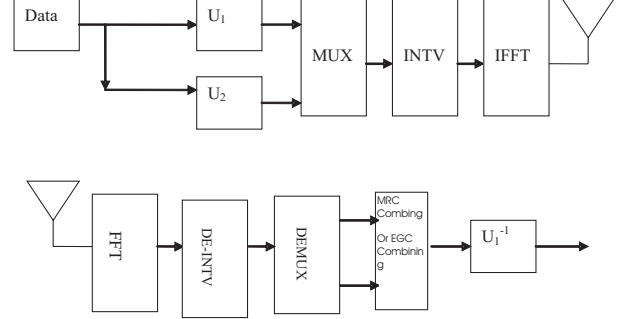 Data
U₁
U₂
MUX
INTV
IFFT
FFT
DE-INTV
DEMUX
MRC
Combing
Or EGC
Combinin
g
U₁⁻¹